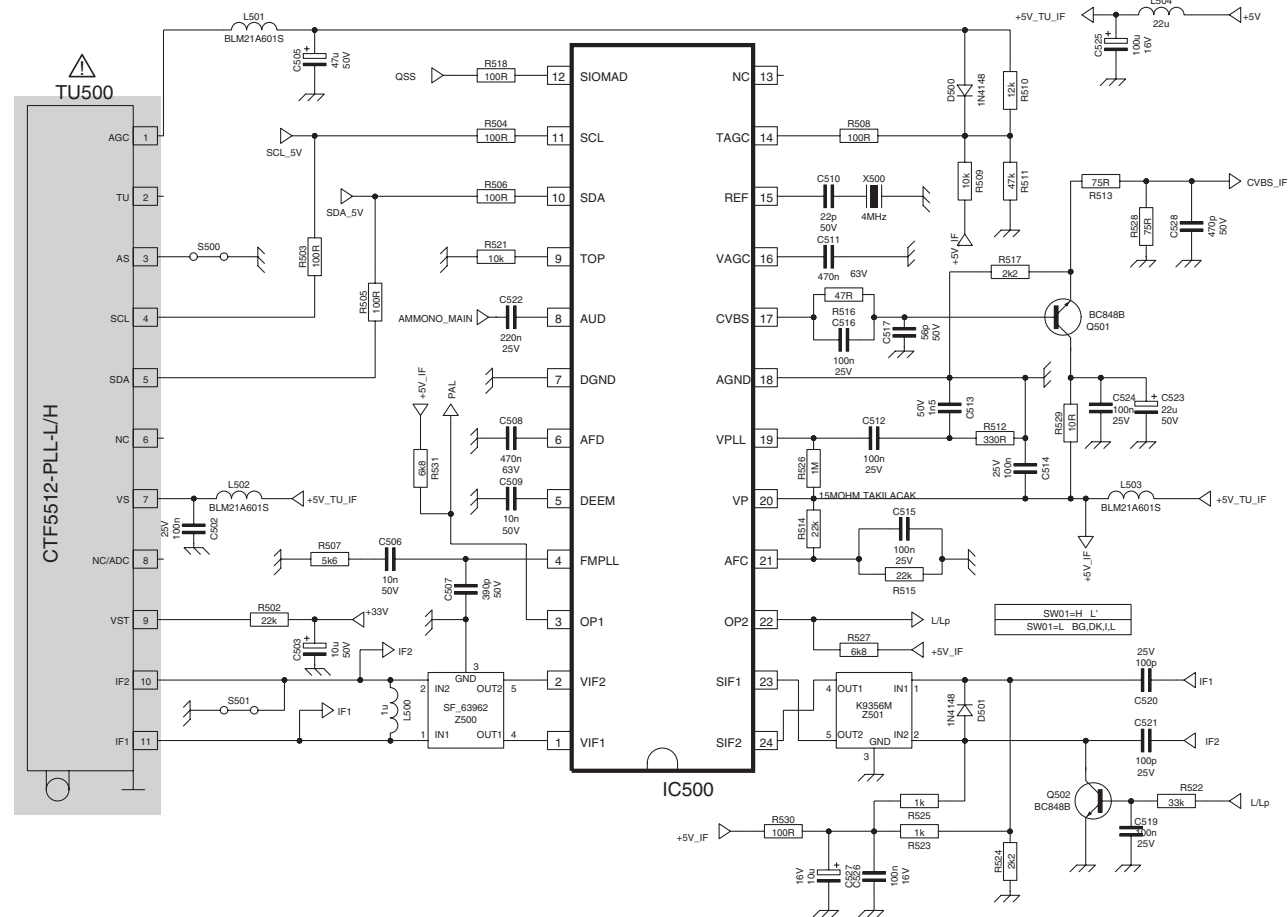 L501
BLM21A601S
C505
47u
50V
+5V_TU_IF
L504
22u
+5V
C525
100u
16V
TU500
CTF5512-PLL-L/H
AGC 1
TU 2
AS 3
SCL 4
SDA 5
NC 6
VS 7
NC/ADC 8
VST 9
IF2 10
IF1 11
QSS
R518
100R
SCL_5V
R504
100R
SDA_5V
R506
100R
S500
R503
100R
R505
100R
R521
10k
AMMONO_MAIN
C522
220n
25V
+5V_IF
PAL
6k8
R531
C508
470n
63V
C509
10n
50V
L502
BLM21A601S
+5V_TU_IF
25V
100n
C502
R507
5k6
C506
10n
50V
C507
390p
50V
R502
22k
+33V
C503
10u
50V
IF2
S501
IF1
1u
L500
3
GND
2 IN2 OUT2 5
SF_63962
Z500
1 IN1 OUT1 4
12 SIOMAD
11 SCL
10 SDA
9 TOP
8 AUD
7 DGND
6 AFD
5 DEEM
4 FMPLL
3 OP1
2 VIF2
1 VIF1
IC500
NC 13
TAGC 14
REF 15
VAGC 16
CVBS 17
AGND 18
VPLL 19
VP 20
AFC 21
OP2 22
SIF1 23
SIF2 24
D500
1N4148
12k
R510
R508
100R
10k
R509
47k
R511
+5V_IF
C510
22p
50V
X500
4MHz
C511
470n
63V
47R
R516
C516
100n
25V
C517
56p
50V
R517
2k2
75R
R513
CVBS_IF
R528
75R
C528
470p
50V
BC848B
Q501
50V
1n5
C513
C512
100n
25V
R512
330R
25V
100n
C514
R529
10R
C524
100n
25V
C523
22u
50V
R526
1M
15MOHM TAKILACAK
L503
BLM21A601S
+5V_TU_IF
+5V_IF
R514
22k
C515
100n
25V
22k
R515
L/Lp
R527
6k8
+5V_IF
SW01=H L'
SW01=L BG,DK,I,L
4 OUT1 IN1 1
K9356M
Z501
5 OUT2 IN2 2
GND
3
1N4148
D501
25V
100p
C520
IF1
C521
100p
25V
IF2
Q502
BC848B
R522
33k
L/Lp
C519
100n
25V
1k
R525
+5V_IF
R530
100R
1k
R523
R524
2k2
16V
10u
C527
C526
100n
16V